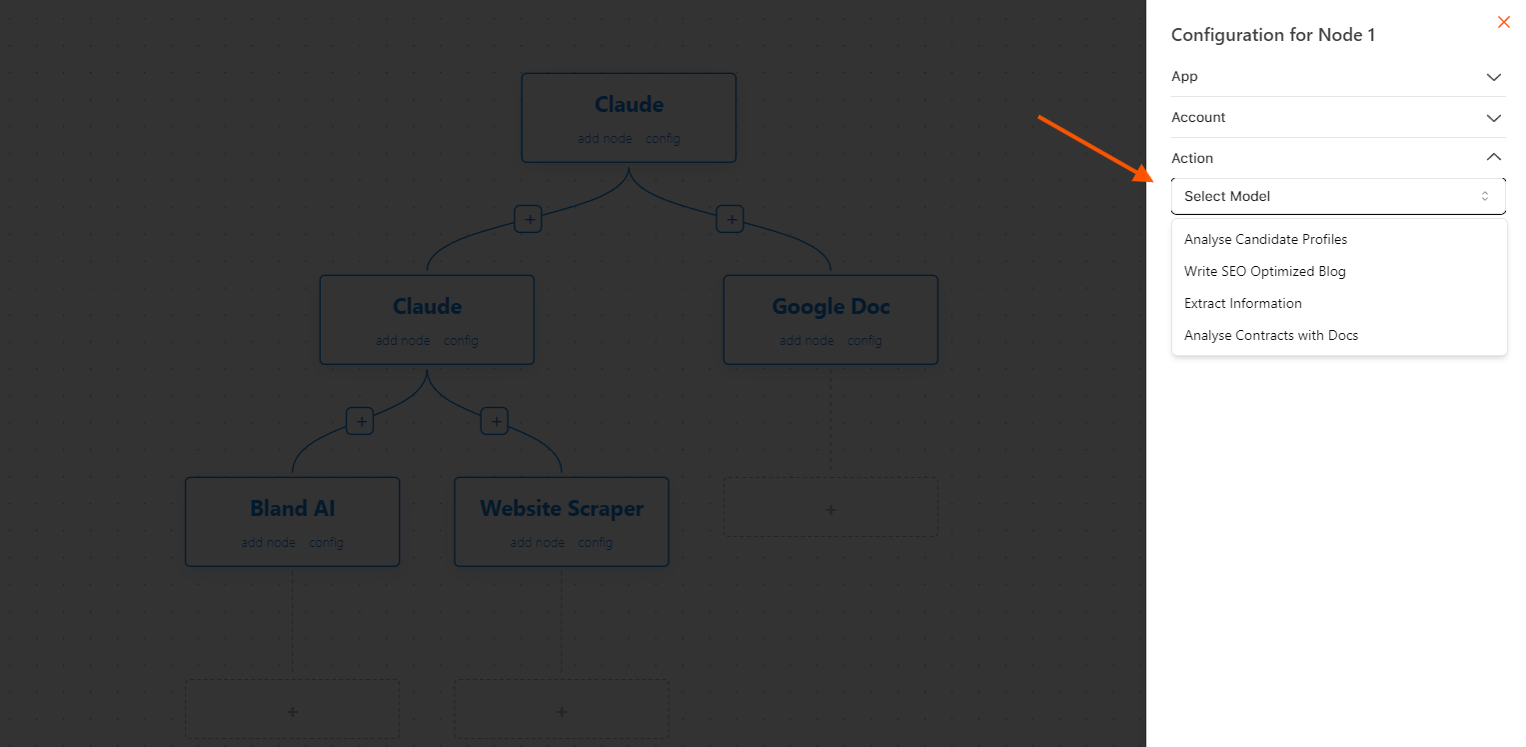 Configuration for Node 1
App
Account
Action
Select Model
Analyse Candidate Profiles
Write SEO Optimized Blog
Extract Information
Analyse Contracts with Docs
Claude
add node config
+ +
Claude Google Doc
add node config add node config
+ +
Bland AI Website Scraper
add node config add node config
+
+ +